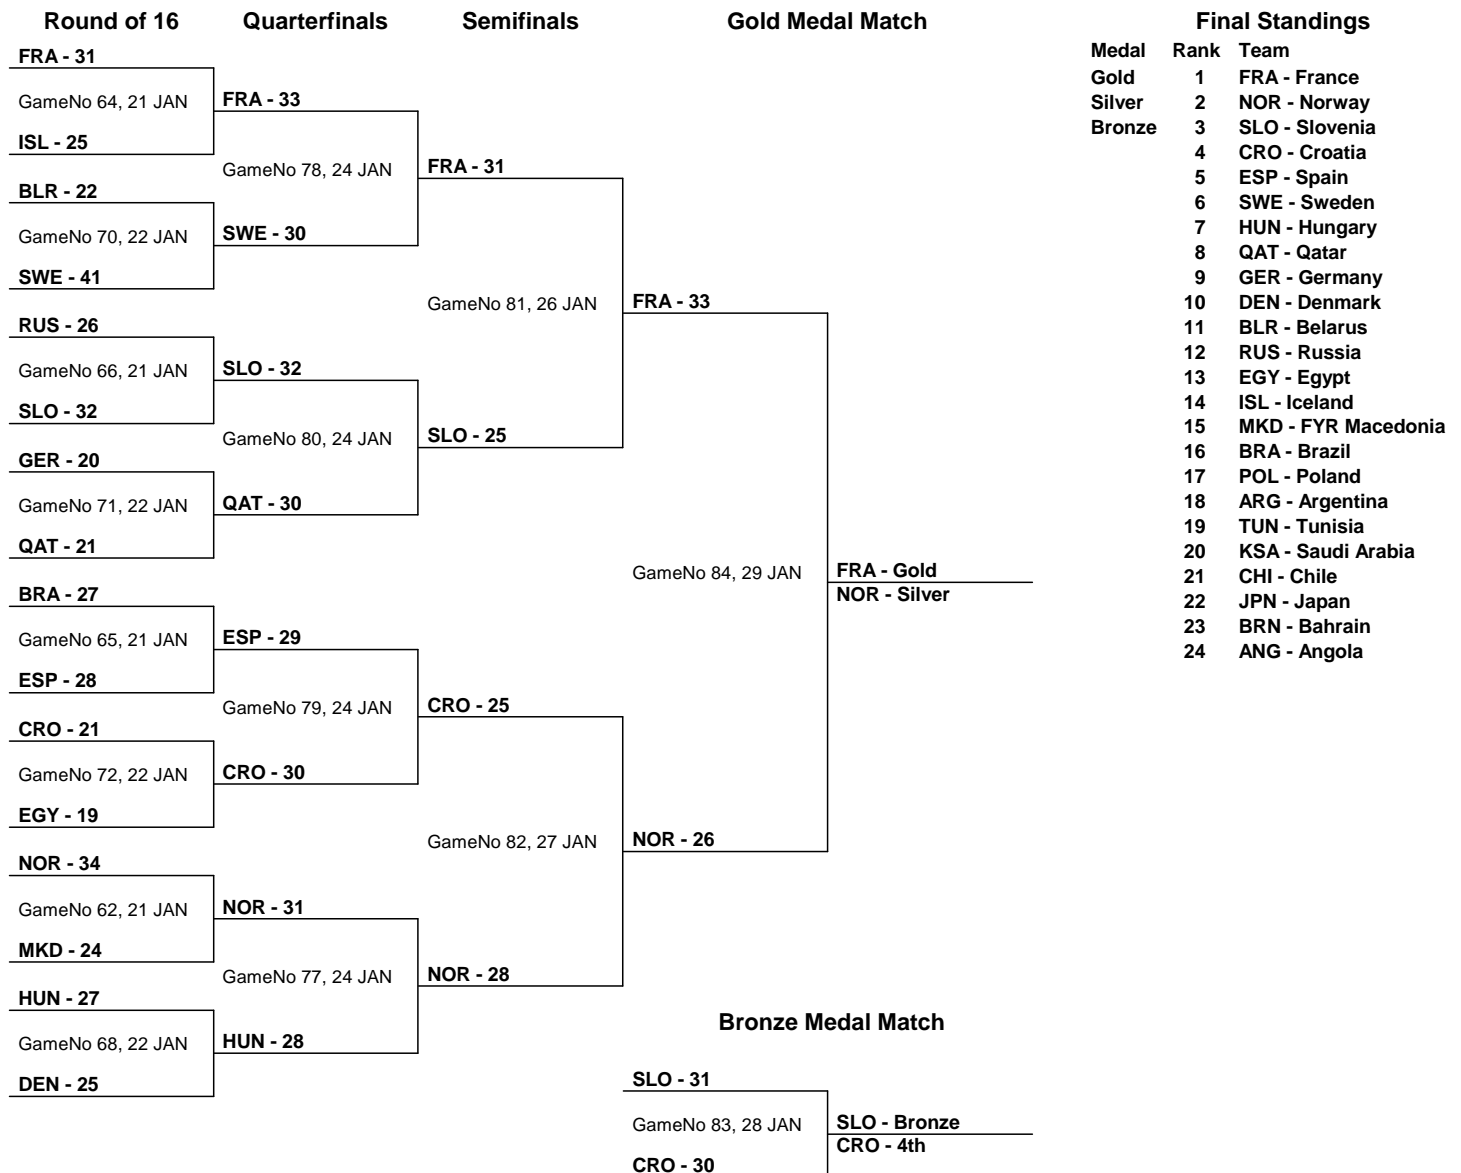 Round of 16
FRA - 31
GameNo 64, 21 JAN
ISL - 25
BLR - 22
GameNo 70, 22 JAN
SWE - 41
RUS - 26
GameNo 66, 21 JAN
SLO - 32
GER - 20
GameNo 71, 22 JAN
QAT - 21
BRA - 27
GameNo 65, 21 JAN
ESP - 28
CRO - 21
GameNo 72, 22 JAN
EGY - 19
NOR - 34
GameNo 62, 21 JAN
MKD - 24
HUN - 27
GameNo 68, 22 JAN
DEN - 25
Quarterfinals
FRA - 33
GameNo 78, 24 JAN
SWE - 30
SLO - 32
GameNo 80, 24 JAN
QAT - 30
ESP - 29
GameNo 79, 24 JAN
CRO - 30
NOR - 31
GameNo 77, 24 JAN
HUN - 28
Semifinals
FRA - 31
GameNo 81, 26 JAN
SLO - 25
CRO - 25
GameNo 82, 27 JAN
NOR - 28
Gold Medal Match
FRA - 33
GameNo 84, 29 JAN
NOR - 26
FRA - Gold
NOR - Silver
Bronze Medal Match
SLO - 31
GameNo 83, 28 JAN
CRO - 30
SLO - Bronze
CRO - 4th
Final Standings
Medal Rank Team
Gold 1 FRA - France
Silver 2 NOR - Norway
Bronze 3 SLO - Slovenia
4 CRO - Croatia
5 ESP - Spain
6 SWE - Sweden
7 HUN - Hungary
8 QAT - Qatar
9 GER - Germany
10 DEN - Denmark
11 BLR - Belarus
12 RUS - Russia
13 EGY - Egypt
14 ISL - Iceland
15 MKD - FYR Macedonia
16 BRA - Brazil
17 POL - Poland
18 ARG - Argentina
19 TUN - Tunisia
20 KSA - Saudi Arabia
21 CHI - Chile
22 JPN - Japan
23 BRN - Bahrain
24 ANG - Angola